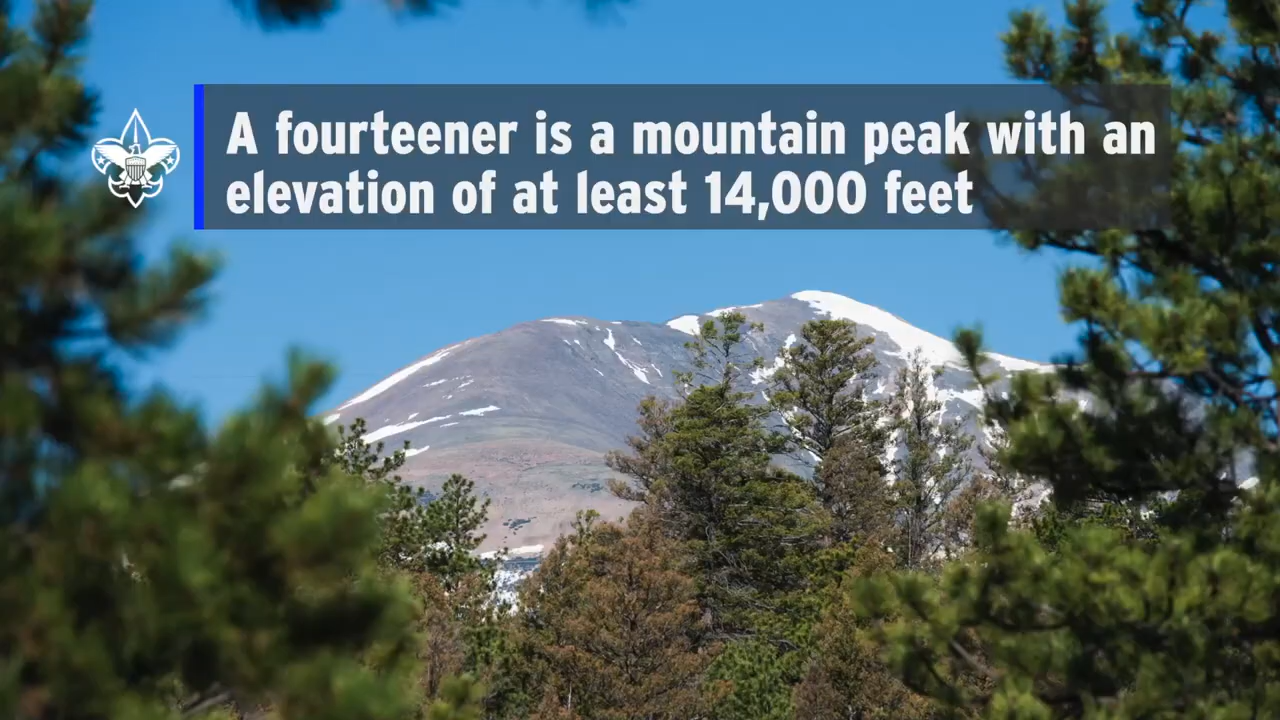 A fourteener is a mountain peak with an
elevation of at least 14,000 feet